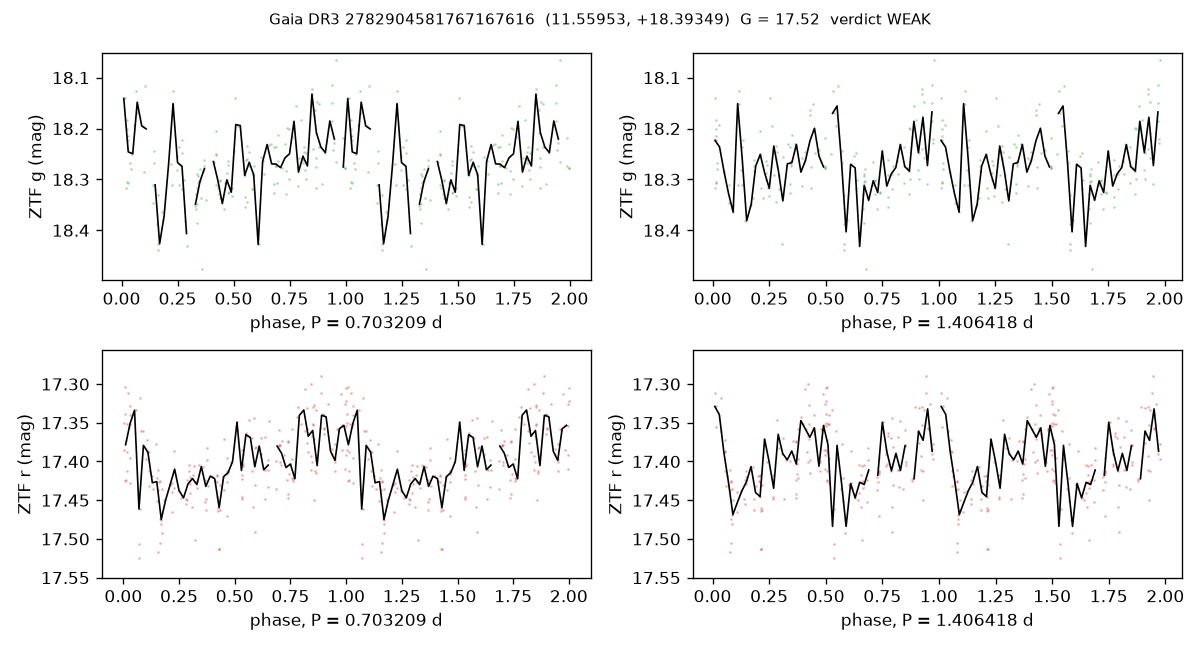 Gaia DR3 2782904581767167616 (11.55953, +18.39349) G = 17.52 verdict WEAK
ZTF g (mag)
18.1
18.2
18.3
18.4
0.00 0.25 0.50 0.75 1.00 1.25 1.50 1.75 2.00
phase, P = 0.703209 d
ZTF g (mag)
18.1
18.2
18.3
18.4
0.00 0.25 0.50 0.75 1.00 1.25 1.50 1.75 2.00
phase, P = 1.406418 d
ZTF r (mag)
17.30
17.35
17.40
17.45
17.50
17.55
0.00 0.25 0.50 0.75 1.00 1.25 1.50 1.75 2.00
phase, P = 0.703209 d
ZTF r (mag)
17.30
17.35
17.40
17.45
17.50
17.55
0.00 0.25 0.50 0.75 1.00 1.25 1.50 1.75 2.00
phase, P = 1.406418 d